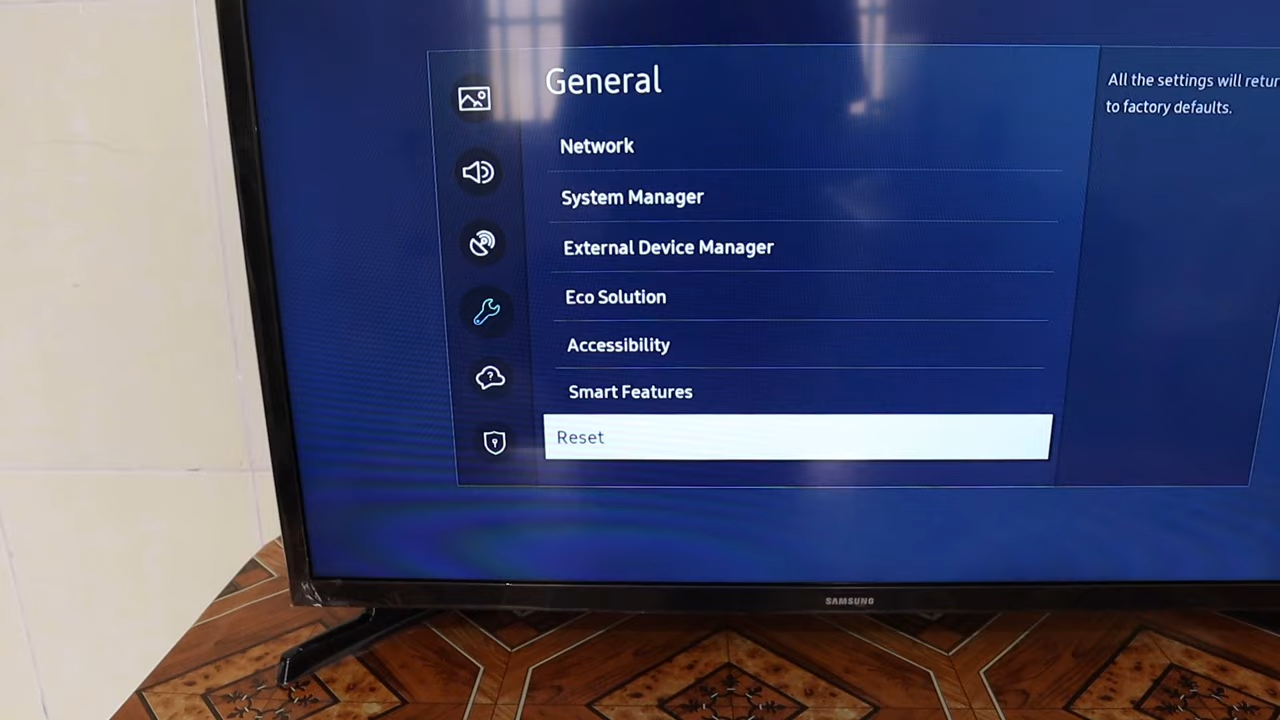 General
Network
System Manager
External Device Manager
Eco Solution
Accessibility
Smart Features
Reset
All the settings will retur
to factory defaults.
SAMSUNG